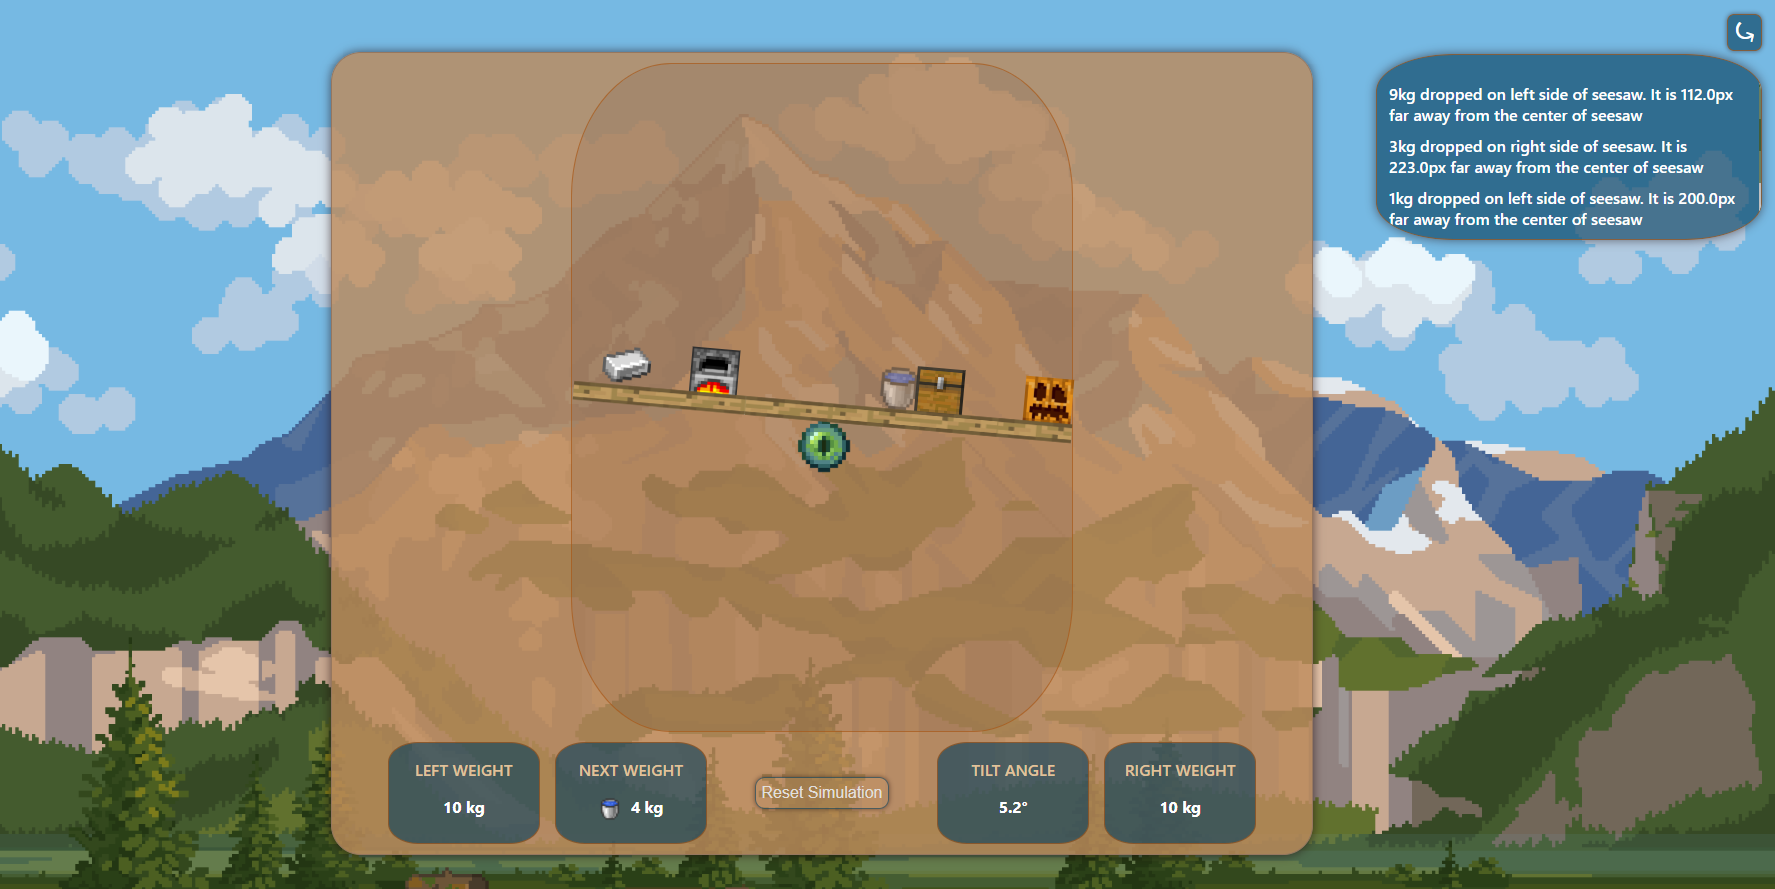 9kg dropped on left side of seesaw. It is 112.0px
far away from the center of seesaw
3kg dropped on right side of seesaw. It is
223.0px far away from the center of seesaw
1kg dropped on left side of seesaw. It is 200.0px
far away from the center of seesaw
LEFT WEIGHT
10 kg
NEXT WEIGHT
4 kg
Reset Simulation
TILT ANGLE
5.2°
RIGHT WEIGHT
10 kg